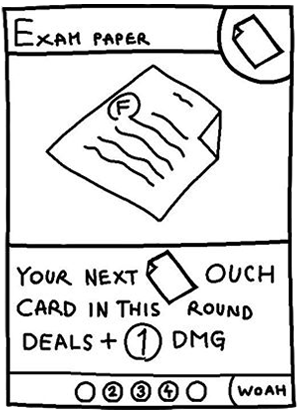 EXAM PAPER
F
YOUR NEXT OUCH
CARD IN THIS ROUND
DEALS + 1 DMG
2 3 4 WOAH